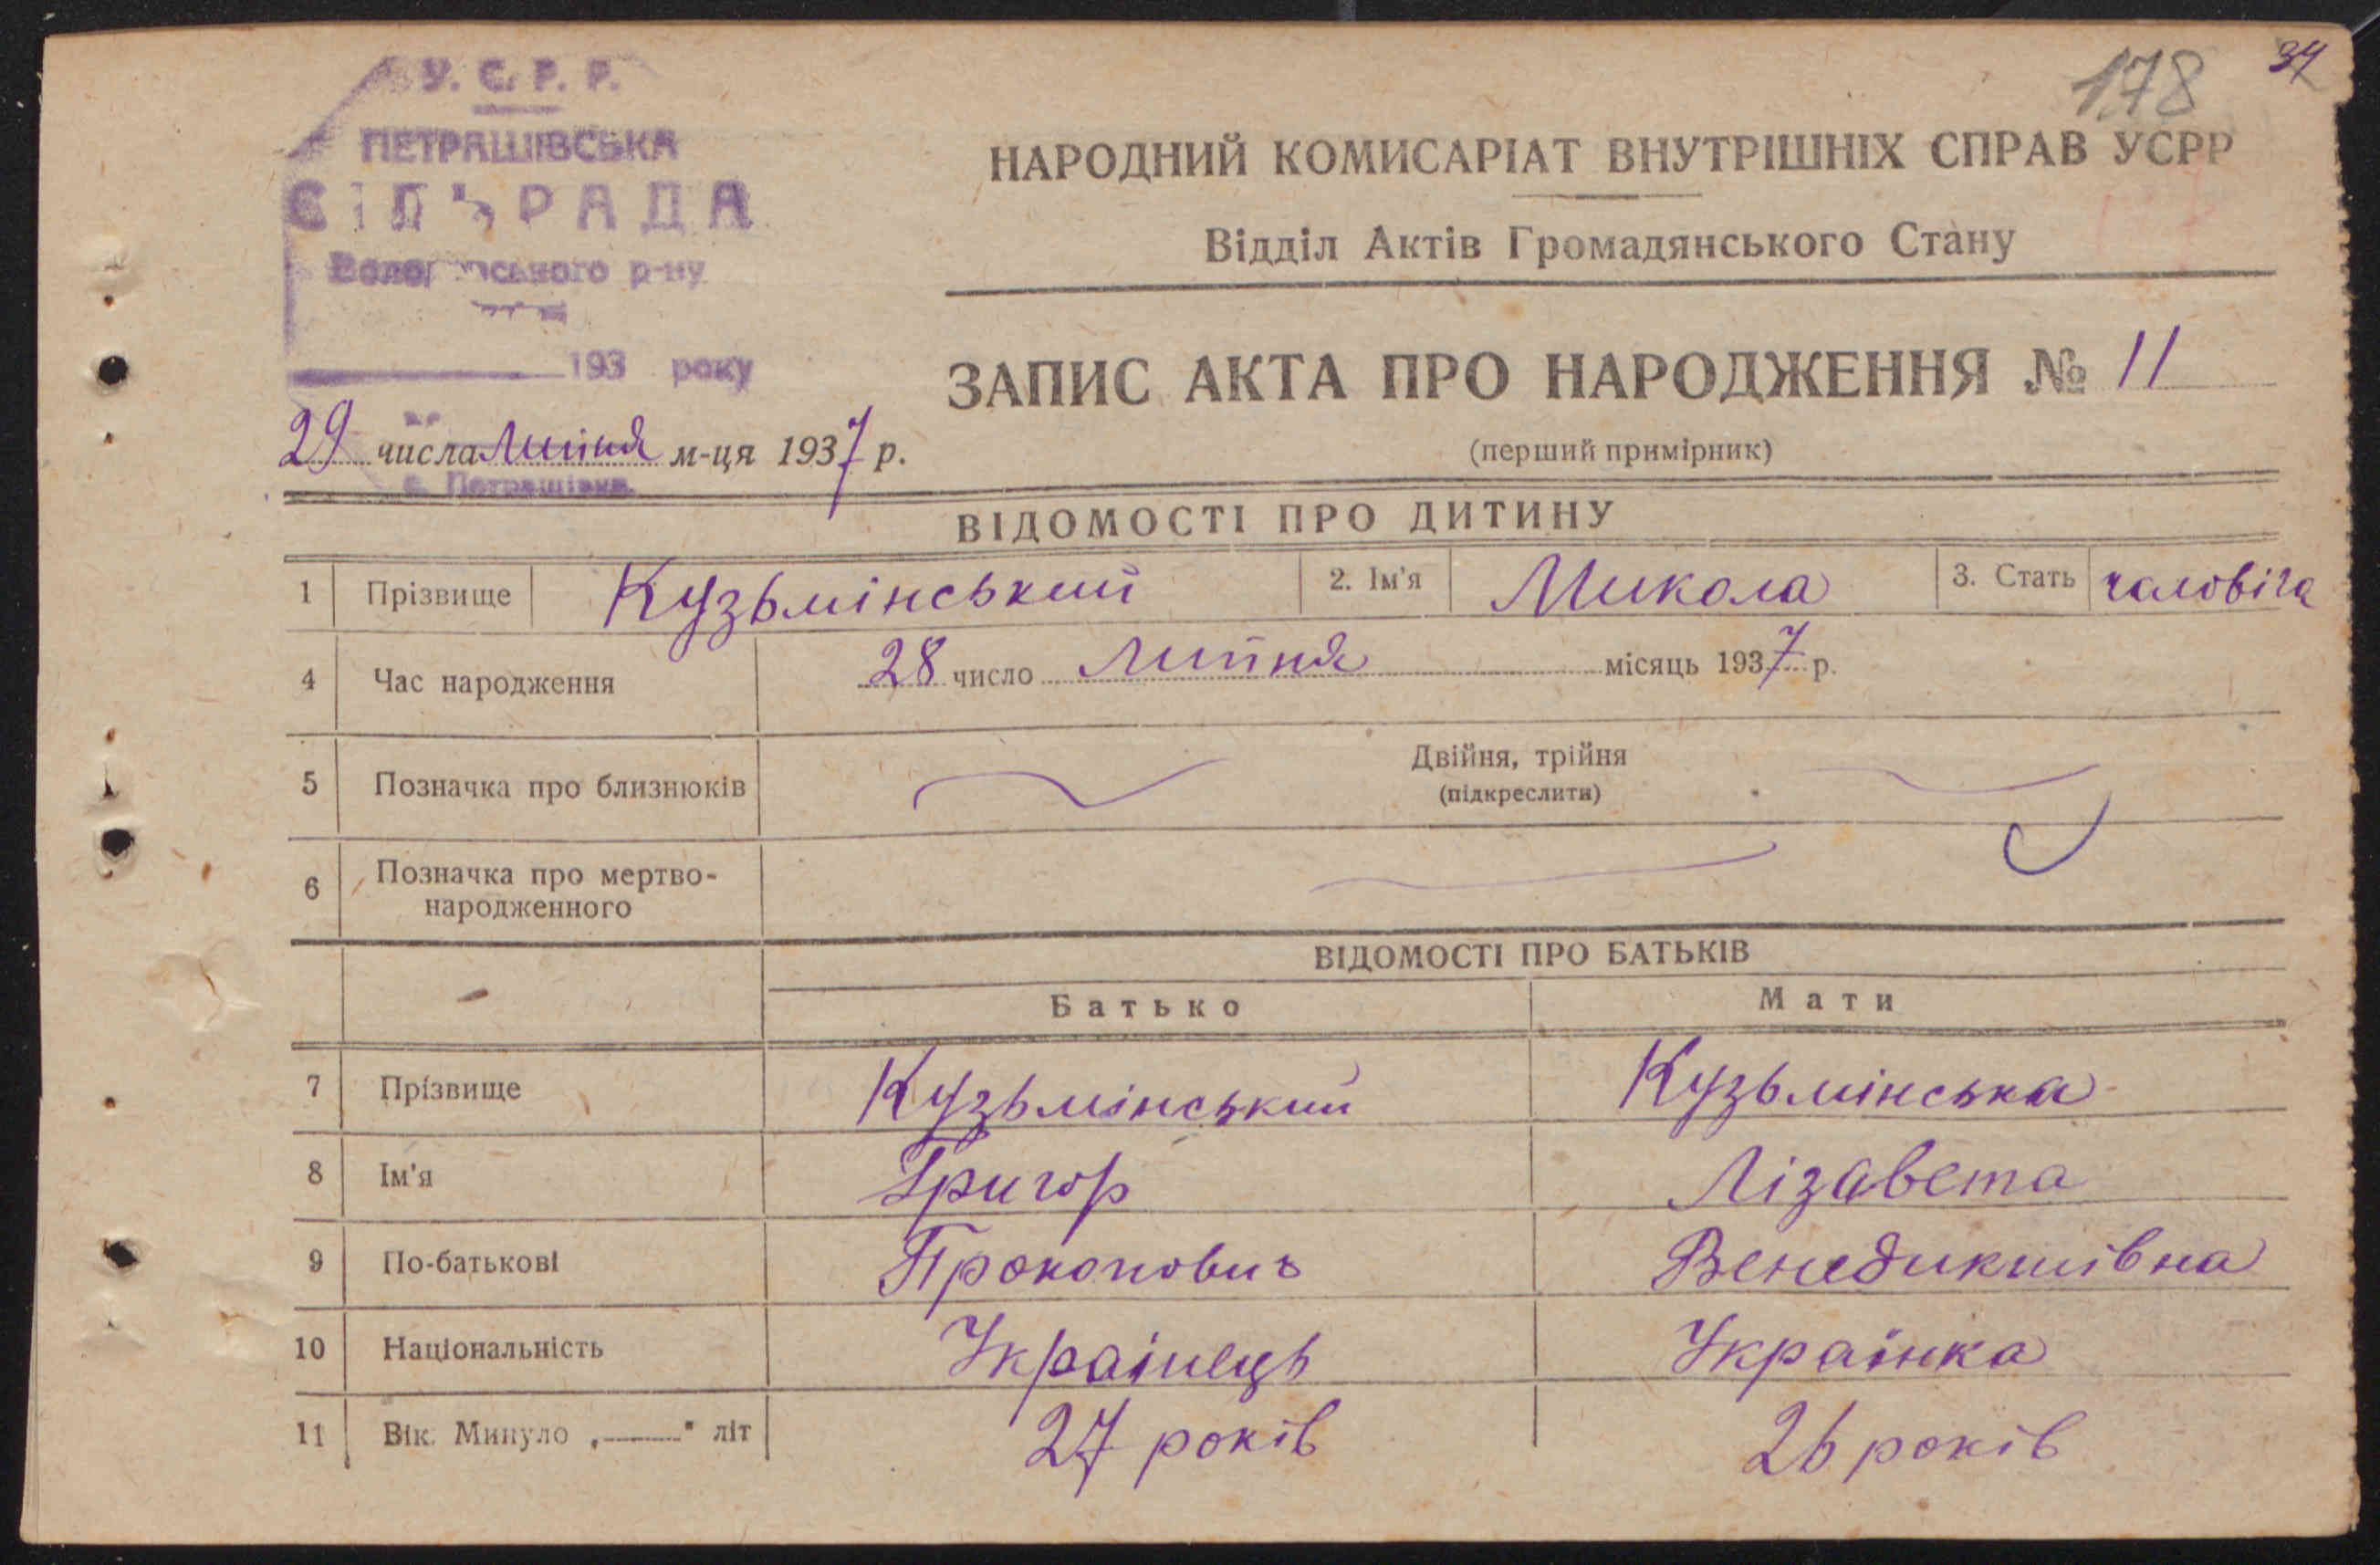 178
34
У. С. Р. Р.
ПЕТРАШІВСЬКА
СІЛЬРАДА
р-ну
193 року
29 числа Липня м-ця 1937 р.
с. Петрашівка
НАРОДНИЙ КОМИСАРІАТ ВНУТРІШНІХ СПРАВ УСРР
Відділ Актів Громадянського Стану
ЗАПИС АКТА ПРО НАРОДЖЕННЯ № 11
(перший примірник)
ВІДОМОСТІ ПРО ДИТИНУ
1 Прізвище Кузьмінський 2. Ім'я Микола 3. Стать чаловіча
4 Час народження 28 число Липня місяць 1937 р.
5 Позначка про близнюків Двійня, трійня
(підкреслити)
6 Позначка про мертво-
народженного
ВІДОМОСТІ ПРО БАТЬКІВ
Батько Мати
7 Прізвище Кузьмінський Кузьмінська
8 Ім'я Григор Лізавета
9 По-батькові Прокопович Венедиктівна
10 Національність Українець Українка
11 Вік. Минуло „——" літ 27 років 26 років